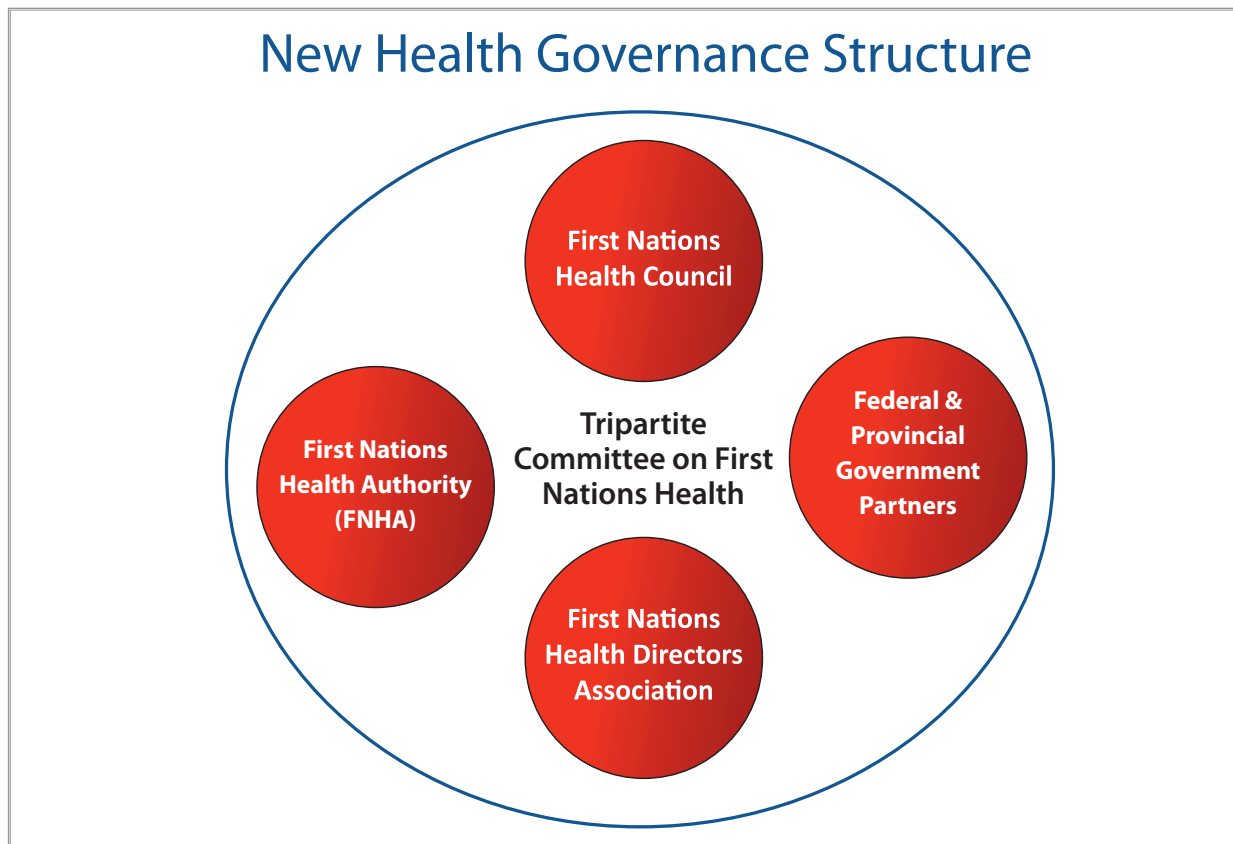 New Health Governance Structure
First Nations
Health Council
Federal &
Provincial
Government
Partners
Tripartite
Committee on First
Nations Health
First Nations
Health Authority
(FNHA)
First Nations
Health Directors
Association